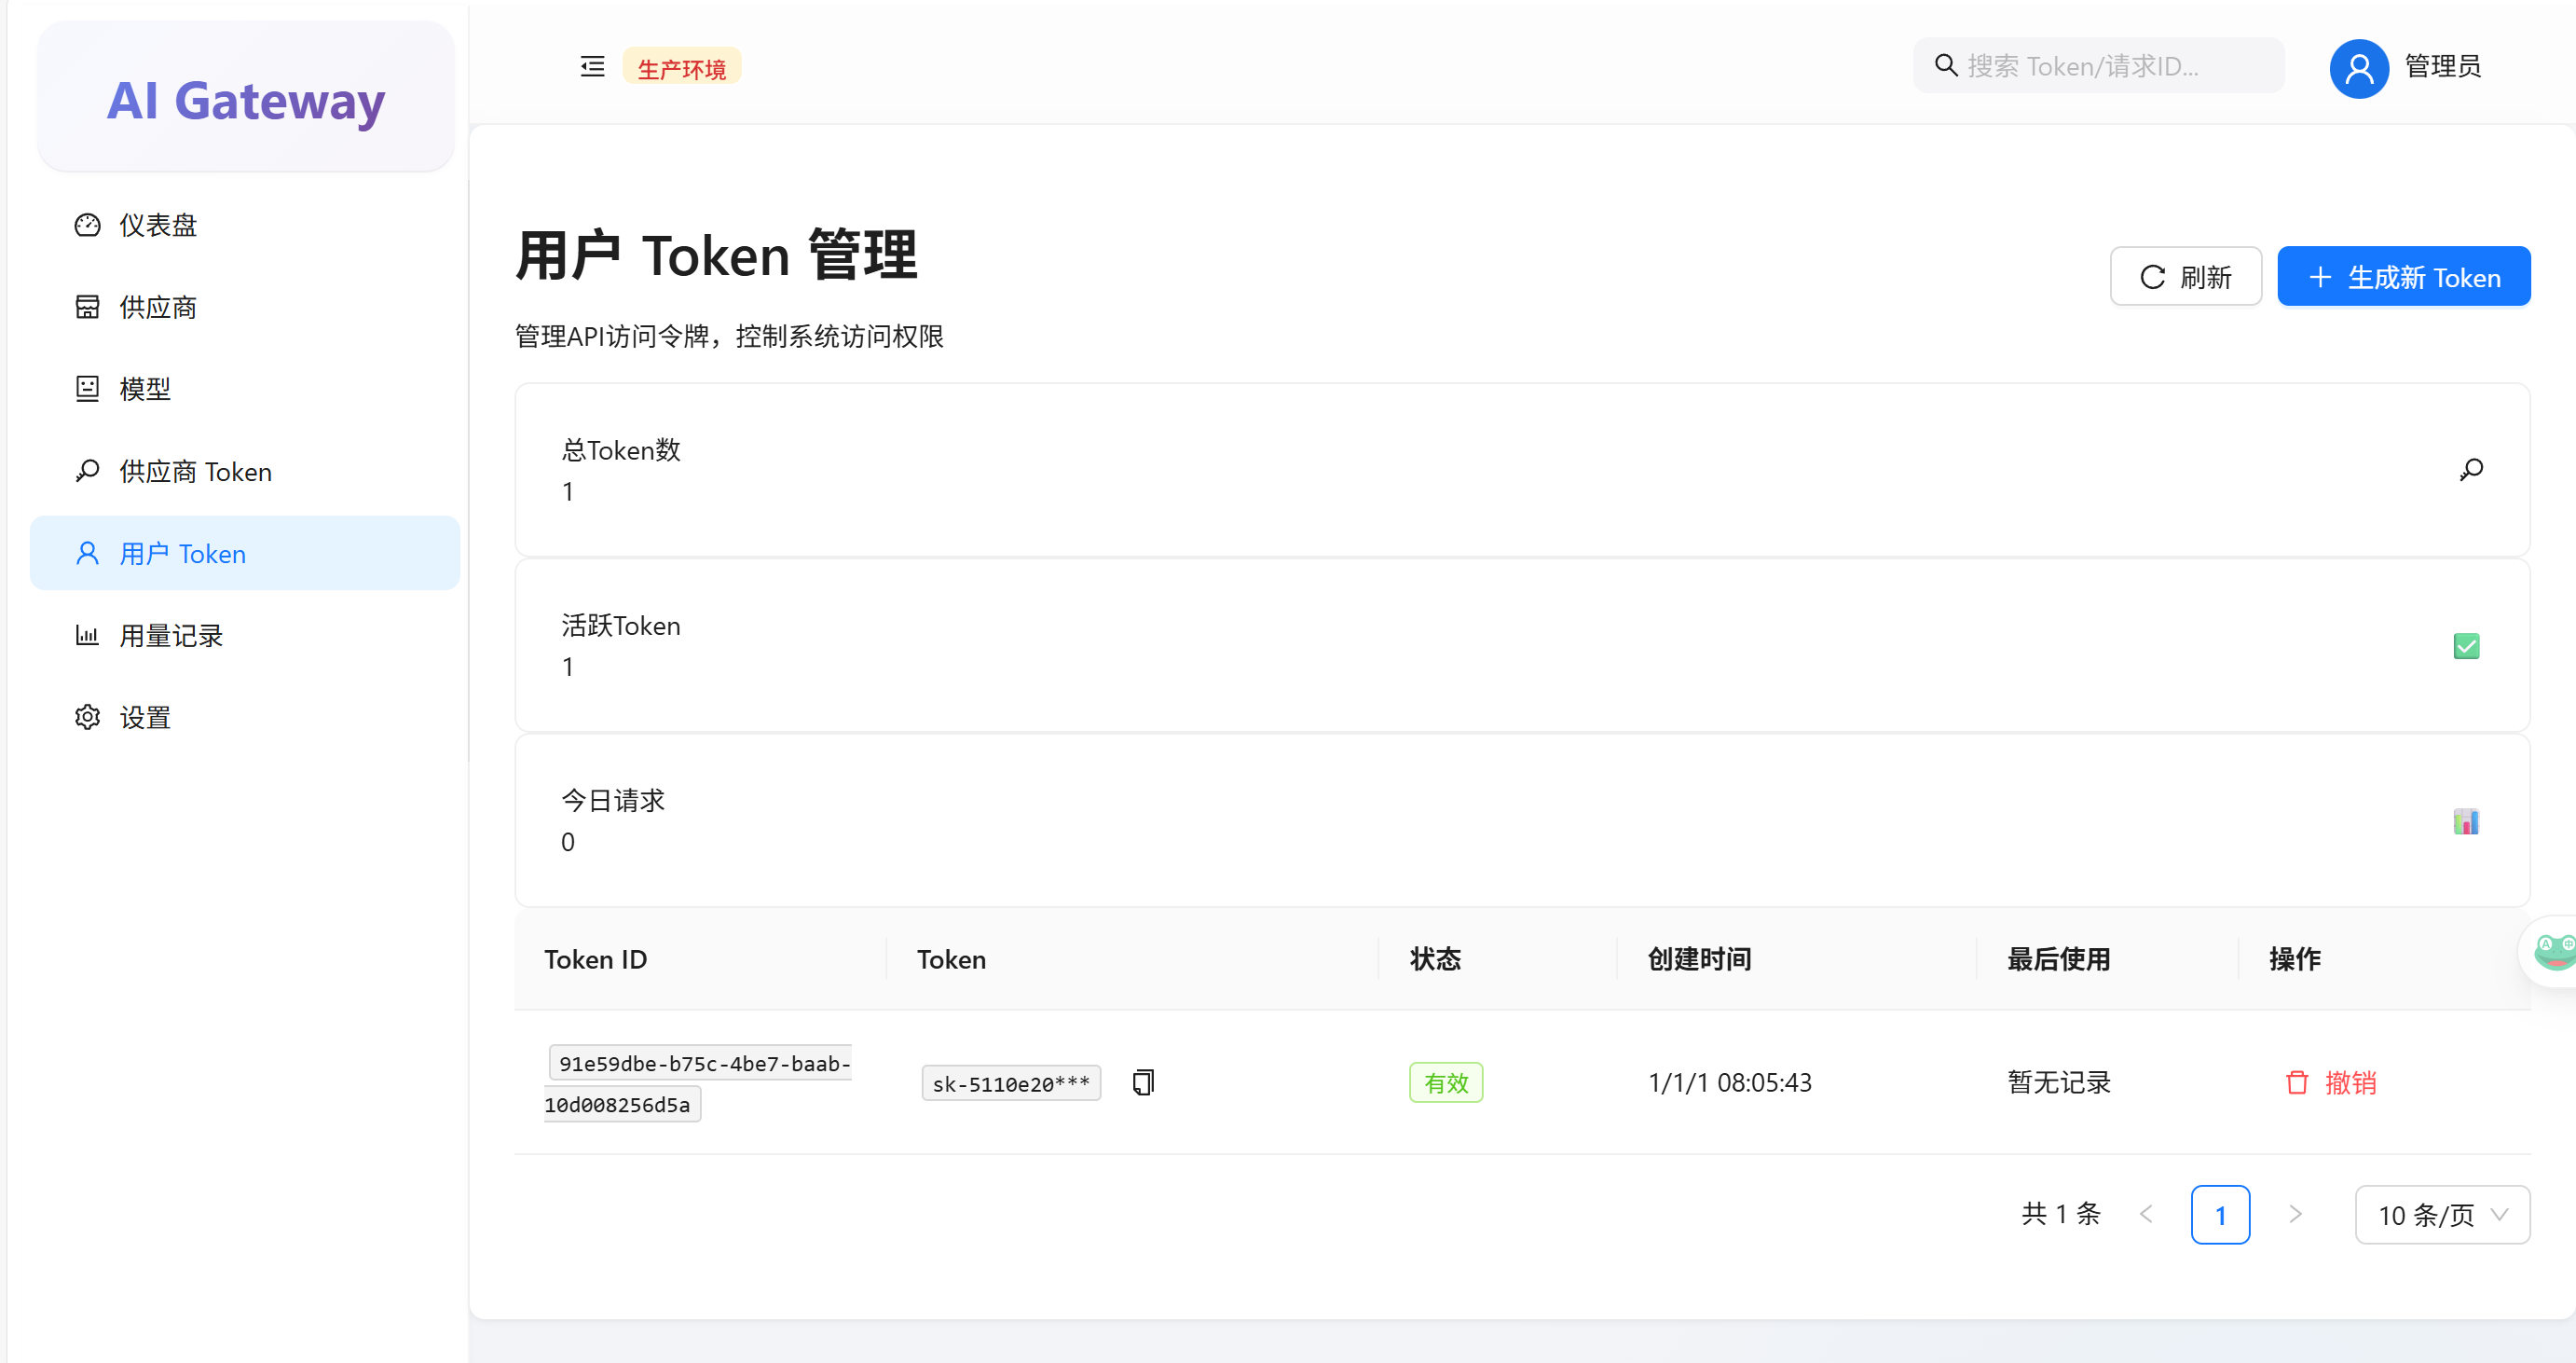 AI Gateway
生产环境
搜索 Token/请求ID...
管理员
仪表盘
供应商
模型
供应商 Token
用户 Token
用量记录
设置
用户 Token 管理
管理API访问令牌，控制系统访问权限
刷新
生成新 Token
总Token数
1
活跃Token
1
今日请求
0
Token ID Token 状态 创建时间 最后使用 操作
91e59dbe-b75c-4be7-baab-
10d008256d5a
sk-5110e20*** 有效 1/1/1 08:05:43 暂无记录 撤销
共 1 条 < 1 > 10 条/页